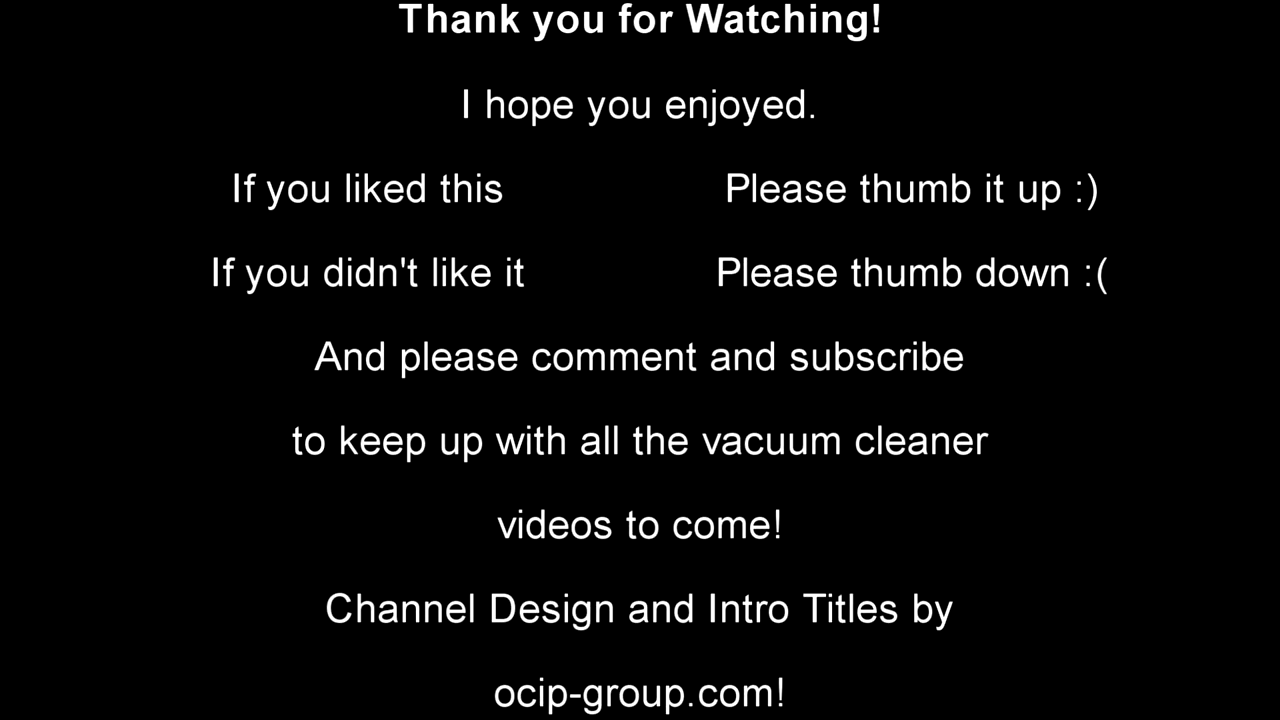 Thank you for Watching!
I hope you enjoyed.
If you liked this Please thumb it up :)
If you didn't like it Please thumb down :(
And please comment and subscribe
to keep up with all the vacuum cleaner
videos to come!
Channel Design and Intro Titles by
ocip-group.com!